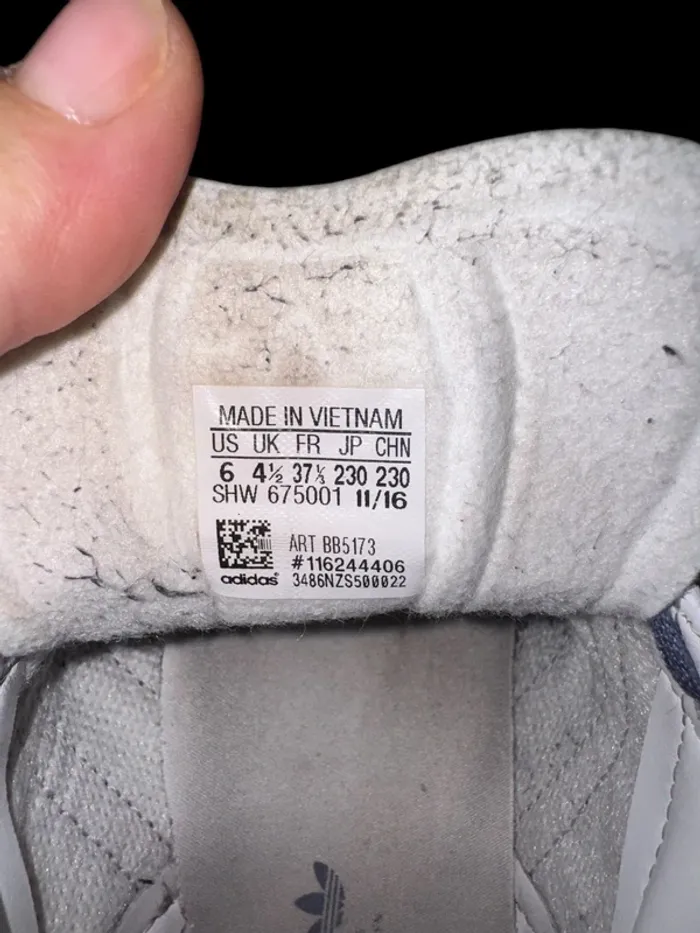 MADE IN VIETNAM
US UK FR JP CHN
6 4½ 37⅓ 230 230
SHW 675001 11/16
ART BB5173
#116244406
adidas 3486NZS500022